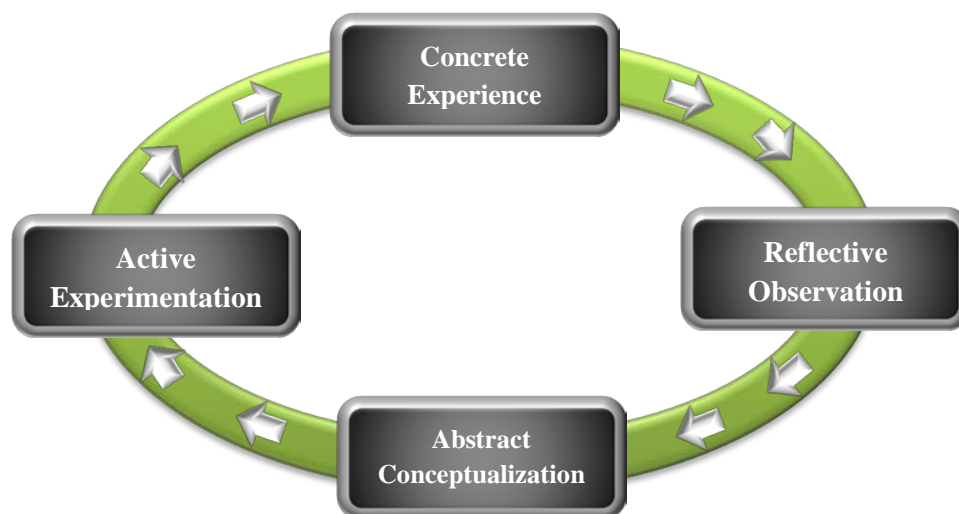 Concrete
Experience
Active
Experimentation
Reflective
Observation
Abstract
Conceptualization